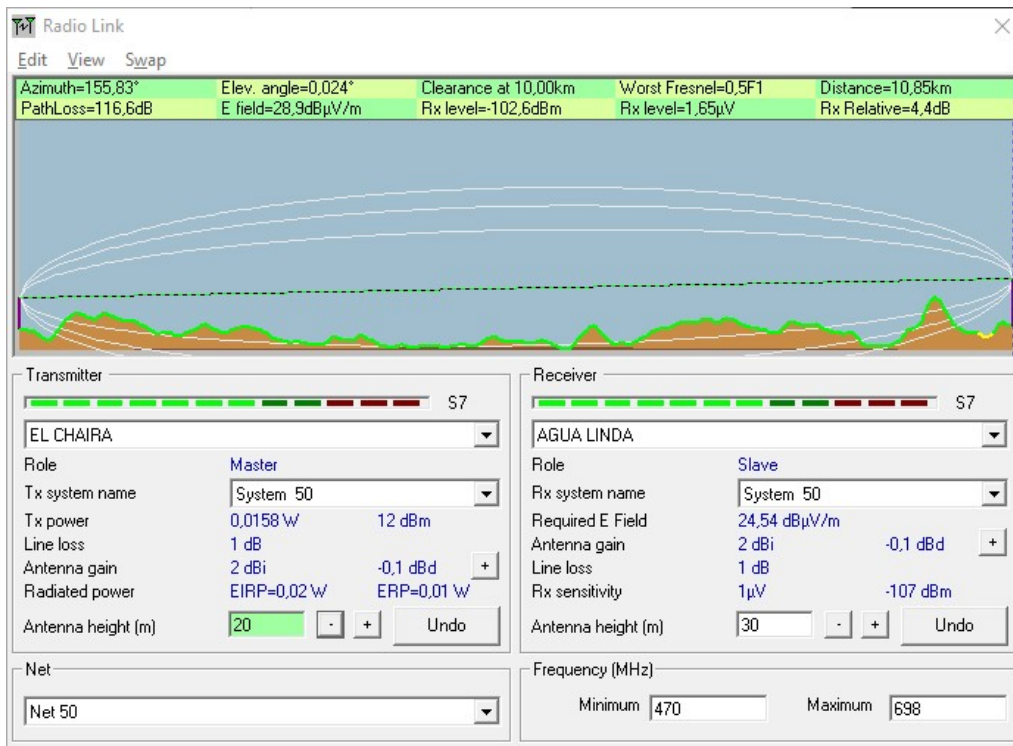 Radio Link
Edit View Swap
Azimuth=155,83° Elev. angle=0,024° Clearance at 10,00km Worst Fresnel=0,5F1 Distance=10,85km
PathLoss=116,6dB E field=28,9dBµV/m Rx level=-102,6dBm Rx level=1,65µV Rx Relative=4,4dB
Transmitter
S7
EL CHAIRA
Role Master
Tx system name System 50
Tx power 0,0158 W 12 dBm
Line loss 1 dB
Antenna gain 2 dBi -0,1 dBd +
Radiated power EIRP=0,02 W ERP=0,01 W
Antenna height (m) 20 - + Undo
Receiver
S7
AGUA LINDA
Role Slave
Rx system name System 50
Required E Field 24,54 dBµV/m
Antenna gain 2 dBi -0,1 dBd +
Line loss 1 dB
Rx sensitivity 1µV -107 dBm
Antenna height (m) 30 - + Undo
Net
Net 50
Frequency (MHz)
Minimum 470 Maximum 698